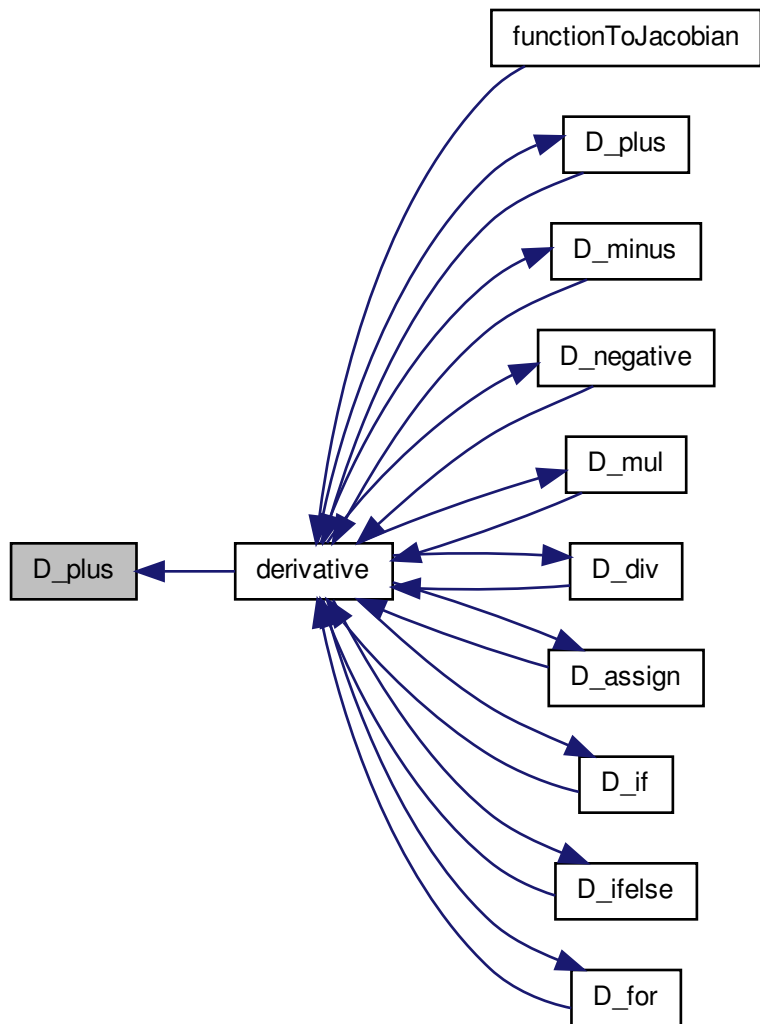 functionToJacobian
D_plus
D_minus
D_negative
D_mul
D_plus
derivative
D_div
D_assign
D_if
D_ifelse
D_for